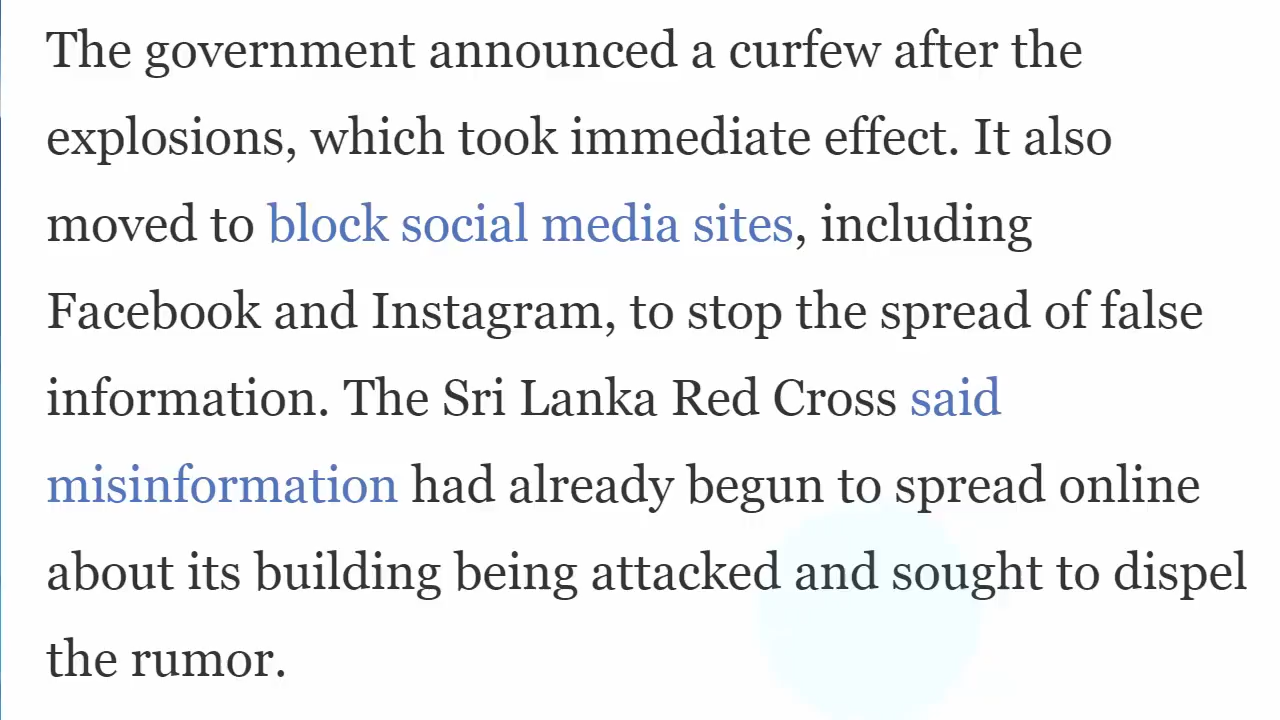 The government announced a curfew after the
explosions, which took immediate effect. It also
moved to block social media sites, including
Facebook and Instagram, to stop the spread of false
information. The Sri Lanka Red Cross said
misinformation had already begun to spread online
about its building being attacked and sought to dispel
the rumor.